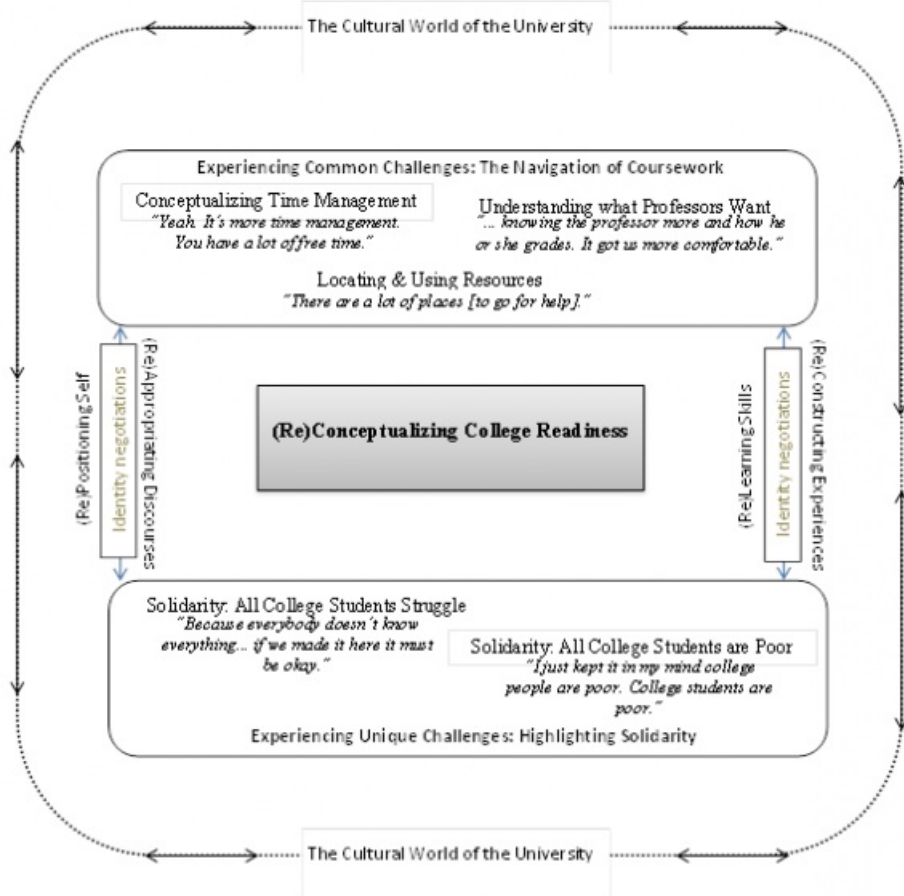 The Cultural World of the University
Experiencing Common Challenges: The Navigation of Coursework
Conceptualizing Time Management
"Yeah. It's more time management.
You have a lot of free time."
Understanding what Professors Want
"... knowing the professor more and how he
or she grades. It got us more comfortable."
Locating & Using Resources
"There are a lot of places [to go for help]."
(Re)Positioning Self
Identity negotiations
(Re)Appropriating Discourses
(Re)Conceptualizing College Readiness
(Re)Learning Skills
Identity negotiations
(Re)Constructing Experiences
Solidarity: All College Students Struggle
"Because everybody doesn't know
everything... if we made it here it must
be okay."
Solidarity: All College Students are Poor
"I just kept it in my mind college
people are poor. College students are
poor."
Experiencing Unique Challenges: Highlighting Solidarity
The Cultural World of the University